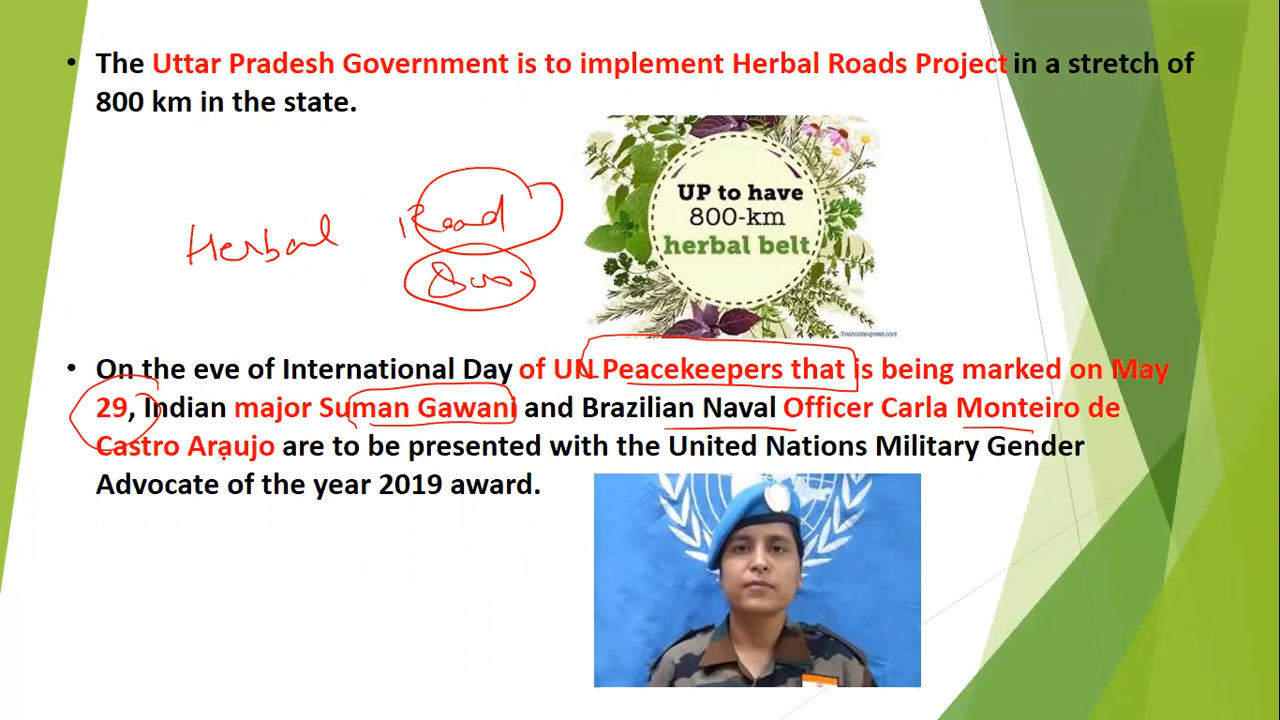 • The Uttar Pradesh Government is to implement Herbal Roads Project in a stretch of
800 km in the state.
UP to have
800-km
herbal belt
Herbal Road
800
financialexpress.com
• On the eve of International Day of UN Peacekeepers that is being marked on May
29, Indian major Suman Gawani and Brazilian Naval Officer Carla Monteiro de
Castro Araujo are to be presented with the United Nations Military Gender
Advocate of the year 2019 award.